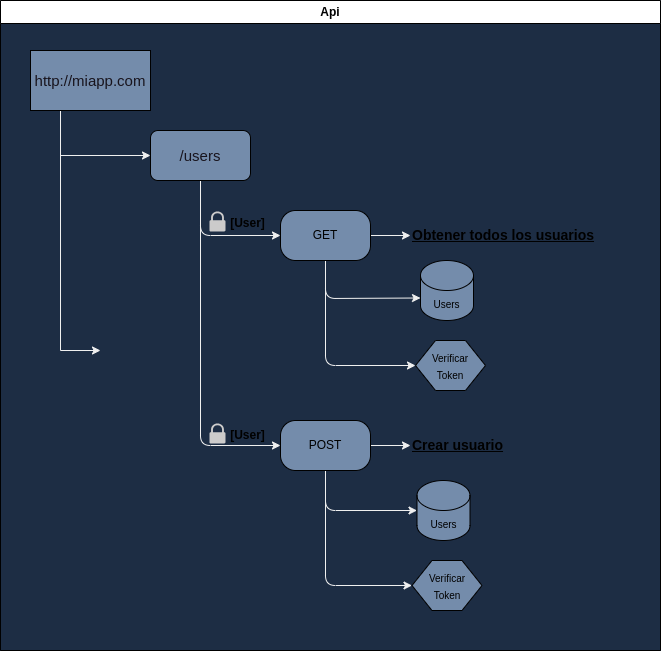 Api
http://miapp.com
/users
[User]
GET
Obtener todos los usuarios
Users
Verificar
Token
[User]
POST
Crear usuario
Users
Verificar
Token